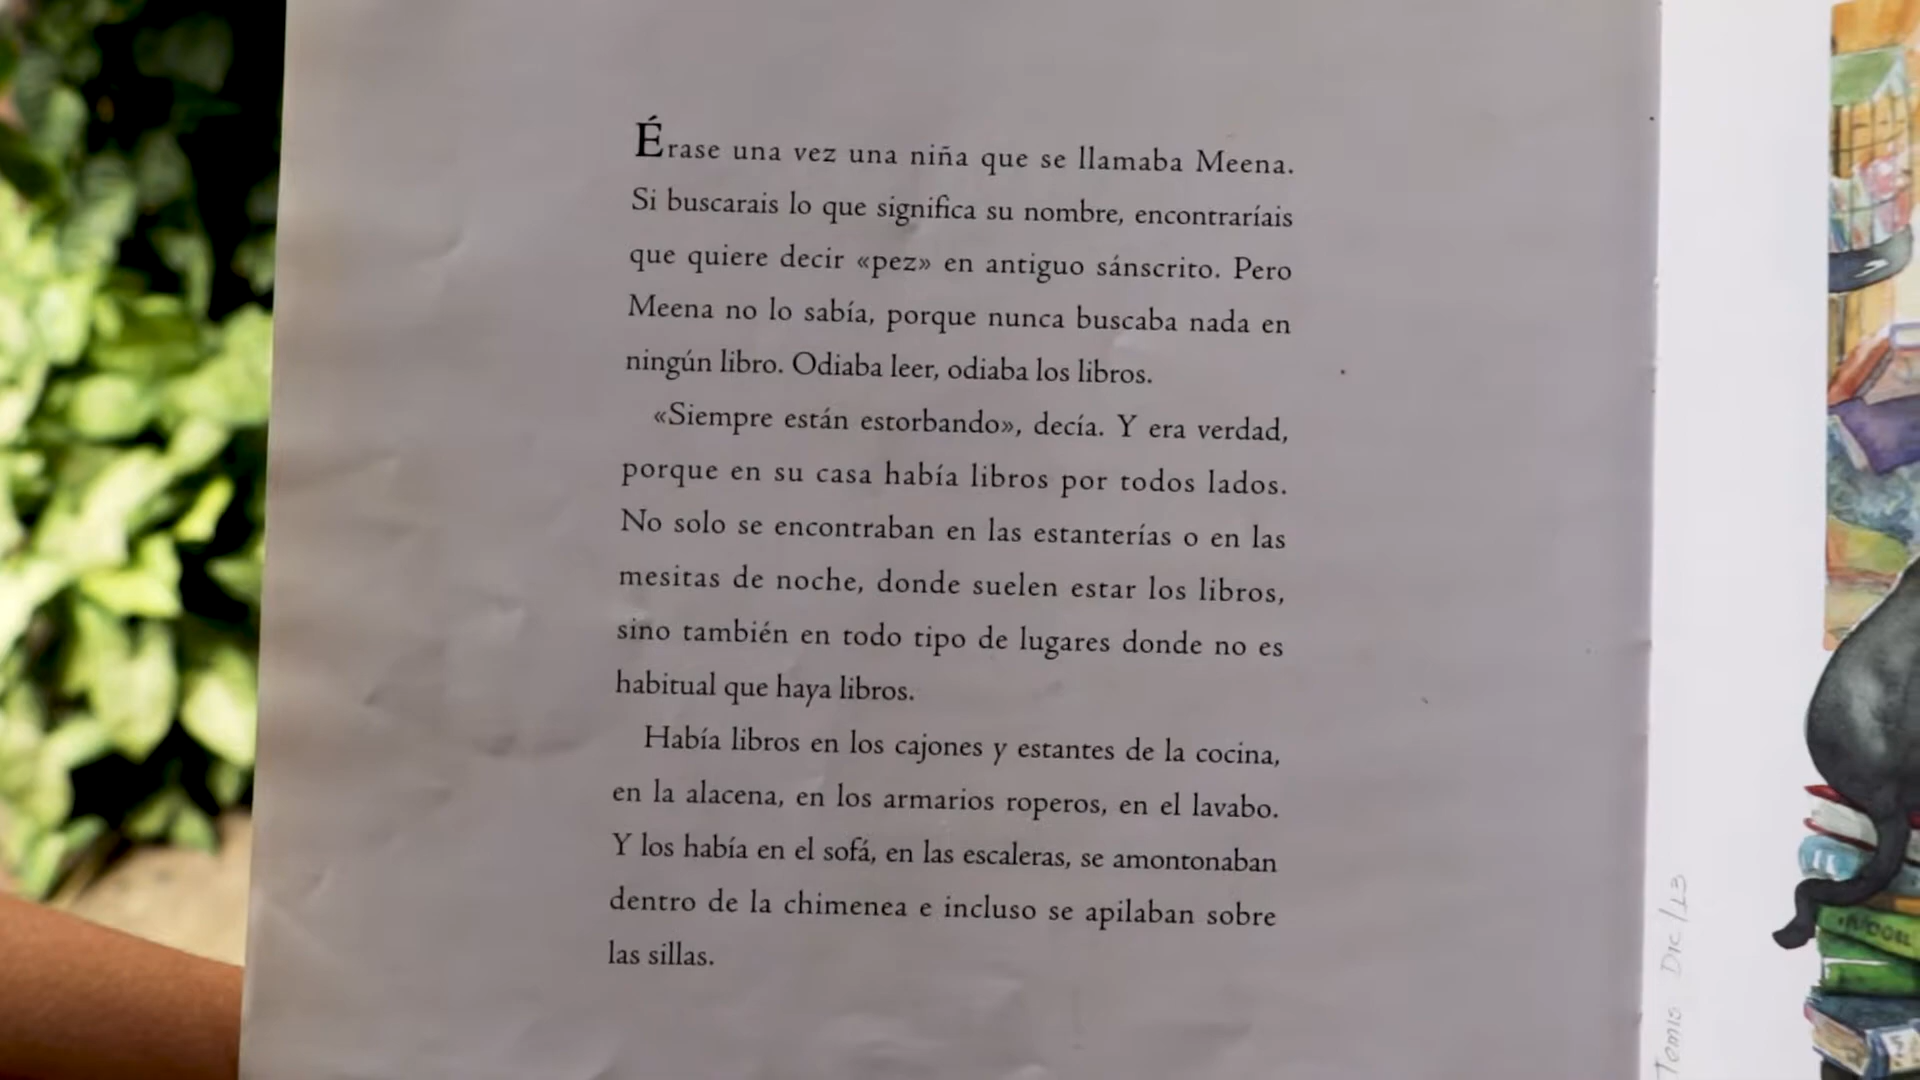 Érase una vez una niña que se llamaba Meena.
Si buscarais lo que significa su nombre, encontraríais
que quiere decir «pez» en antiguo sánscrito. Pero
Meena no lo sabía, porque nunca buscaba nada en
ningún libro. Odiaba leer, odiaba los libros.
«Siempre están estorbando», decía. Y era verdad,
porque en su casa había libros por todos lados.
No solo se encontraban en las estanterías o en las
mesitas de noche, donde suelen estar los libros,
sino también en todo tipo de lugares donde no es
habitual que haya libros.
Había libros en los cajones y estantes de la cocina,
en la alacena, en los armarios roperos, en el lavabo.
Y los había en el sofá, en las escaleras, se amontonaban
dentro de la chimenea e incluso se apilaban sobre
las sillas.
Dic/13